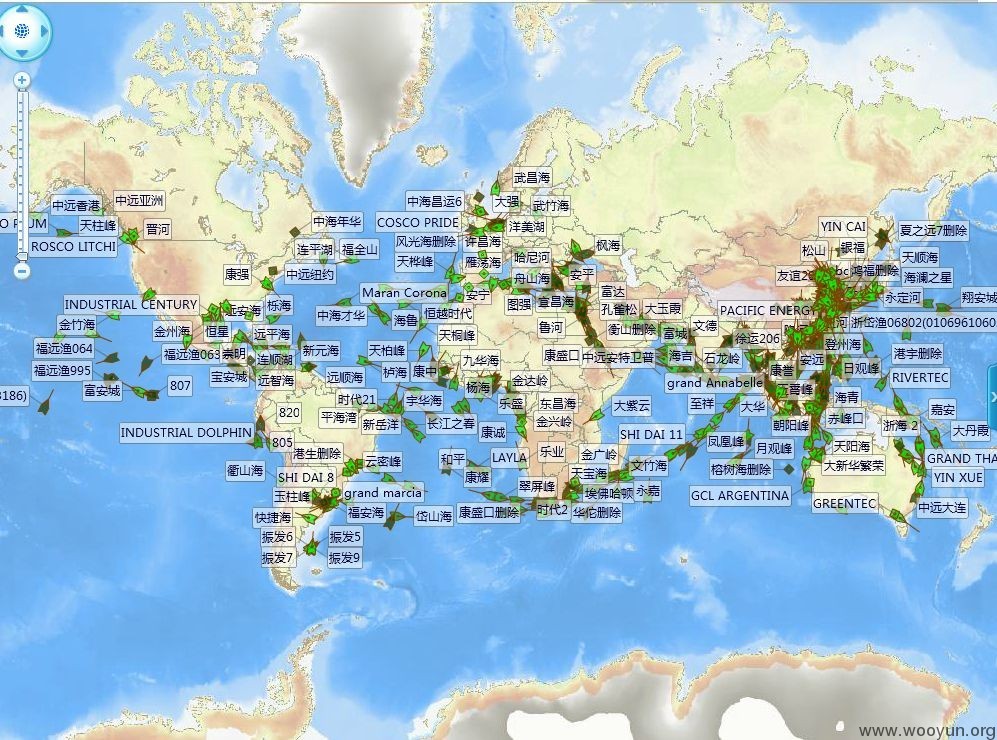 武昌海
中海昌运6
大强
武竹海
中远香港
中远亚洲
天柱峰
晋河
ROSCO LITCHI
中海年华
COSCO PRIDE
洋美湖
许昌海
风光海删除
枫海
YIN CAI
夏之远7删除
松山
银福
天顺海
连平湖
福全山
天桦峰
雁荡海
哈尼河
康强
中远纽约
舟山海
安平
鸿福删除
海澜之星
Maran Corona
安宁
富达
永定河
翔安城
INDUSTRIAL CENTURY
远安海
栎海
中海才华
海鲁
恒越时代
图强
宜昌海
孔雀松
大玉霞
PACIFIC ENERGY
金竹海
金州海
恒星
远平海
天桐峰
鲁河
衡山删除
富城
文德
浙岱渔06802(0106961060
福远渔064
福远渔063
崇明
连顺湖
新元海
天柏峰
九华海
康盛口
中远安特卫普
海吉
石龙岭
徐运206
安远
登州海
港宇删除
福远渔995
宝安城
远智海
远顺海
栌海
康中
杨海
金达岭
grand Annabelle
康誉
日观峰
RIVERTEC
富安城
807
3186)
820
平海湾
时代21
宇华海
乐盛
东昌海
大紫云
至祥
大华
海青
嘉安
INDUSTRIAL DOLPHIN
805
新岳洋
长江之春
康诚
金兴岭
SHI DAI 11
凤凰峰
月观峰
朝阳峰
赤峰口
浙海 2
大丹霞
港生删除
云密峰
和平
LAYLA
乐业
金广岭
文竹海
榕树海删除
天阳海
大新华繁荣
GRAND THA
衢山海
SHI DAI 8
康耀
天宝海
YIN XUE
玉柱峰
grand marcia
翠屏峰
埃佛哈顿
永嘉
GCL ARGENTINA
GREENTEC
中远大连
快捷海
福安海
岱山海
康盛口删除
时代2
华佗删除
振发6
振发5
振发7
振发9
www.wooyun.org